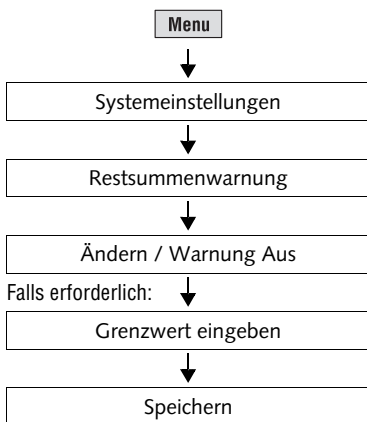 Menu
Systemeinstellungen
Restsummenwarnung
Ändern / Warnung Aus
Falls erforderlich:
Grenzwert eingeben
Speichern